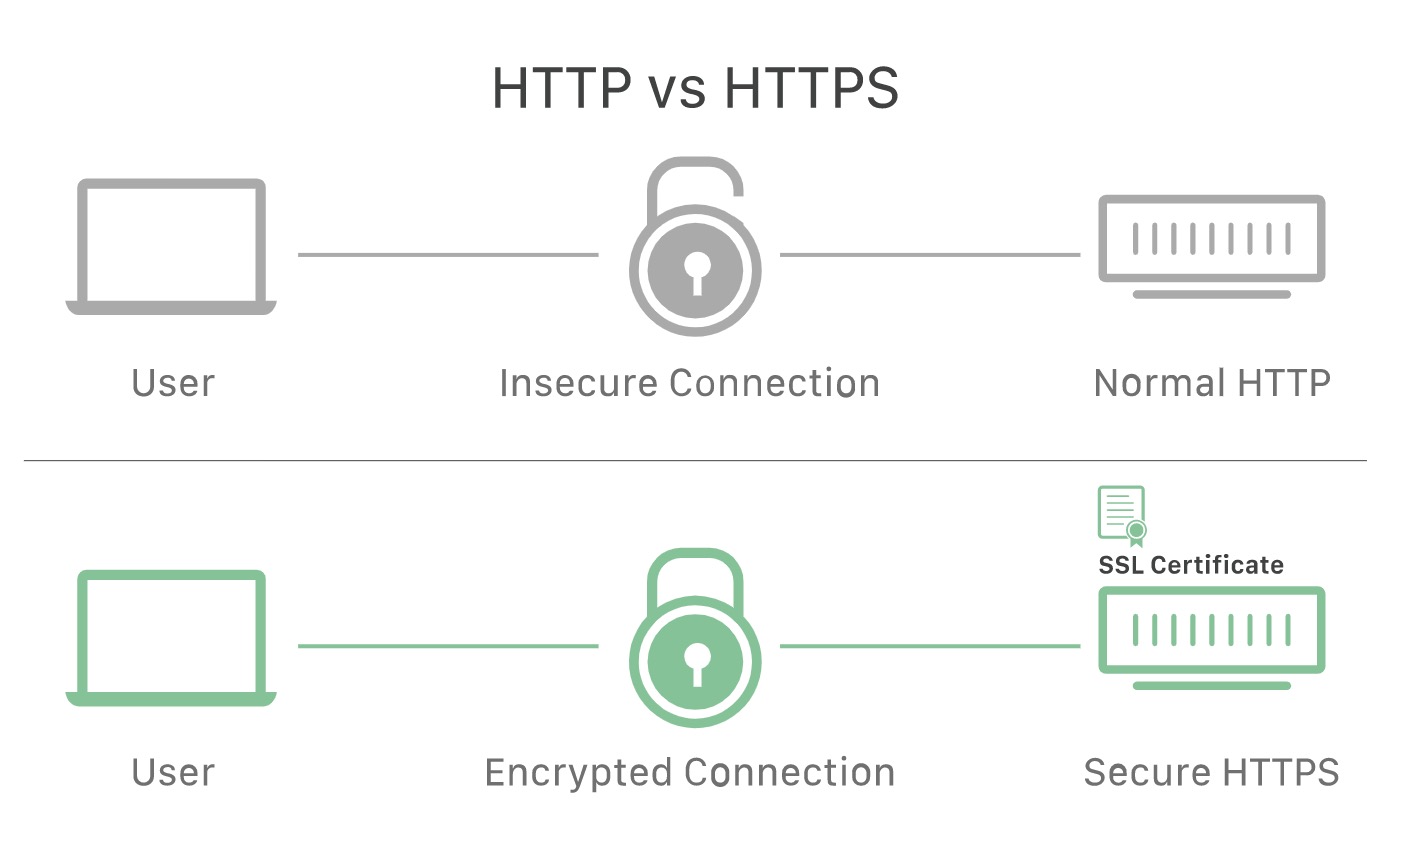 HTTP vs HTTPS
User
Insecure Connection
Normal HTTP
SSL Certificate
User
Encrypted Connection
Secure HTTPS